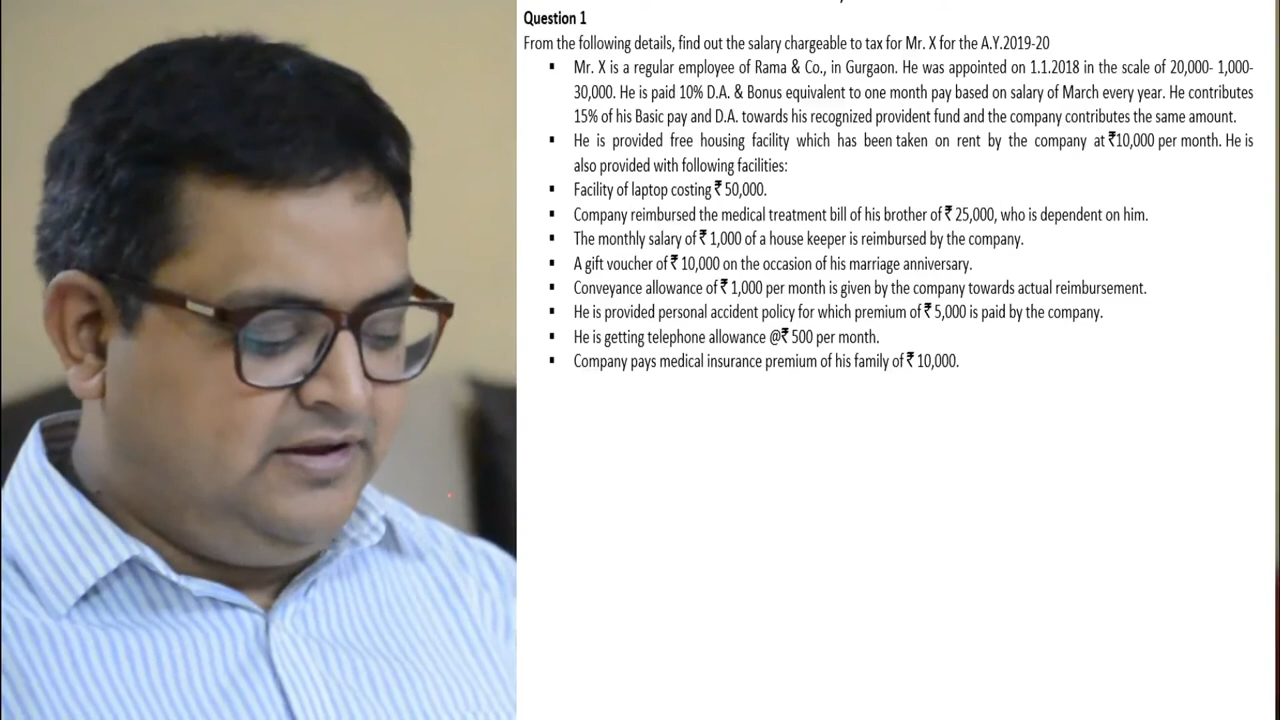 Question 1
From the following details, find out the salary chargeable to tax for Mr. X for the A.Y.2019-20
▪ Mr. X is a regular employee of Rama & Co., in Gurgaon. He was appointed on 1.1.2018 in the scale of 20,000- 1,000-
30,000. He is paid 10% D.A. & Bonus equivalent to one month pay based on salary of March every year. He contributes
15% of his Basic pay and D.A. towards his recognized provident fund and the company contributes the same amount.
▪ He is provided free housing facility which has been taken on rent by the company at ₹10,000 per month. He is
also provided with following facilities:
▪ Facility of laptop costing ₹ 50,000.
▪ Company reimbursed the medical treatment bill of his brother of ₹ 25,000, who is dependent on him.
▪ The monthly salary of ₹ 1,000 of a house keeper is reimbursed by the company.
▪ A gift voucher of ₹ 10,000 on the occasion of his marriage anniversary.
▪ Conveyance allowance of ₹ 1,000 per month is given by the company towards actual reimbursement.
▪ He is provided personal accident policy for which premium of ₹ 5,000 is paid by the company.
▪ He is getting telephone allowance @₹ 500 per month.
▪ Company pays medical insurance premium of his family of ₹ 10,000.